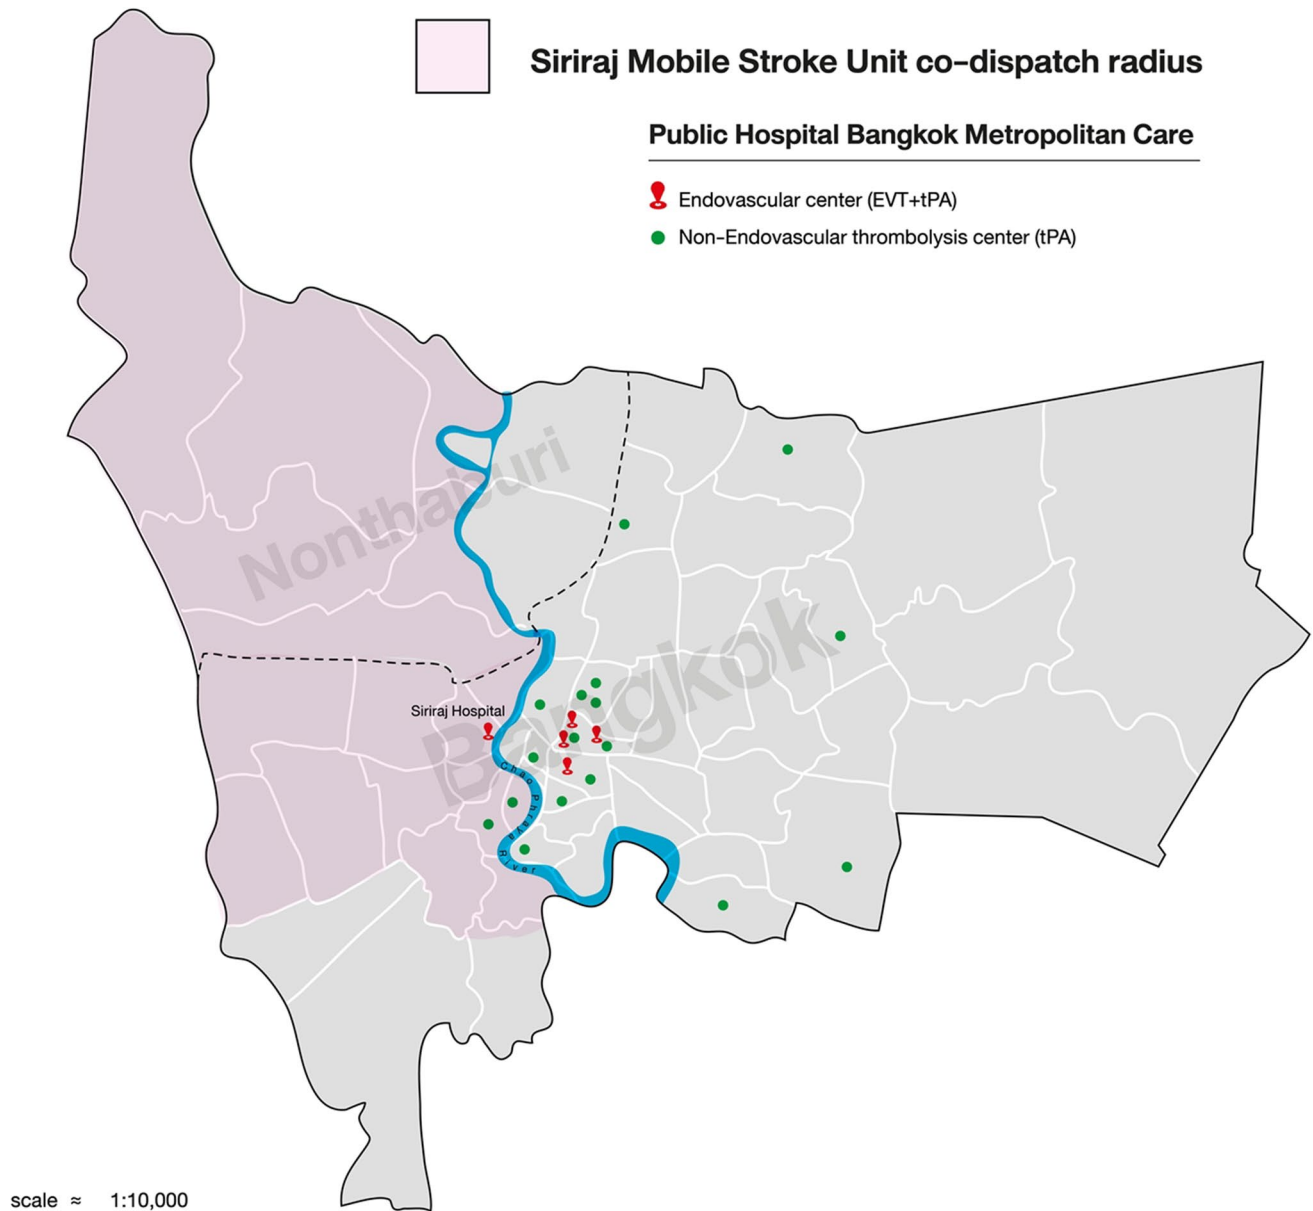 Siriraj Mobile Stroke Unit co-dispatch radius
Public Hospital Bangkok Metropolitan Care
Endovascular center (EVT+tPA)
Non-Endovascular thrombolysis center (tPA)
Nonthaburi
Bangkok
Siriraj Hospital
Chao Phraya River
scale ≈ 1:10,000